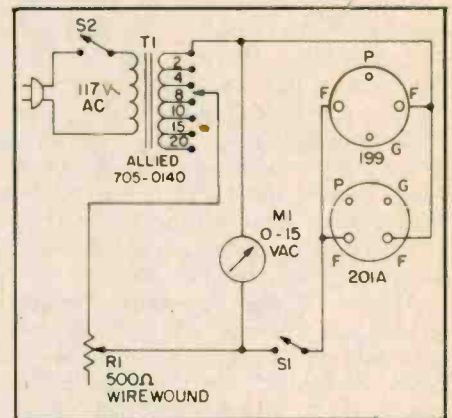 S2
T1
117V
AC
2
4
8
10
15
20
ALLIED
705-0140
M1
0-15
VAC
R1
500Ω
WIREWOUND
S1
P
F
F
G
199
P
G
F
F
201A